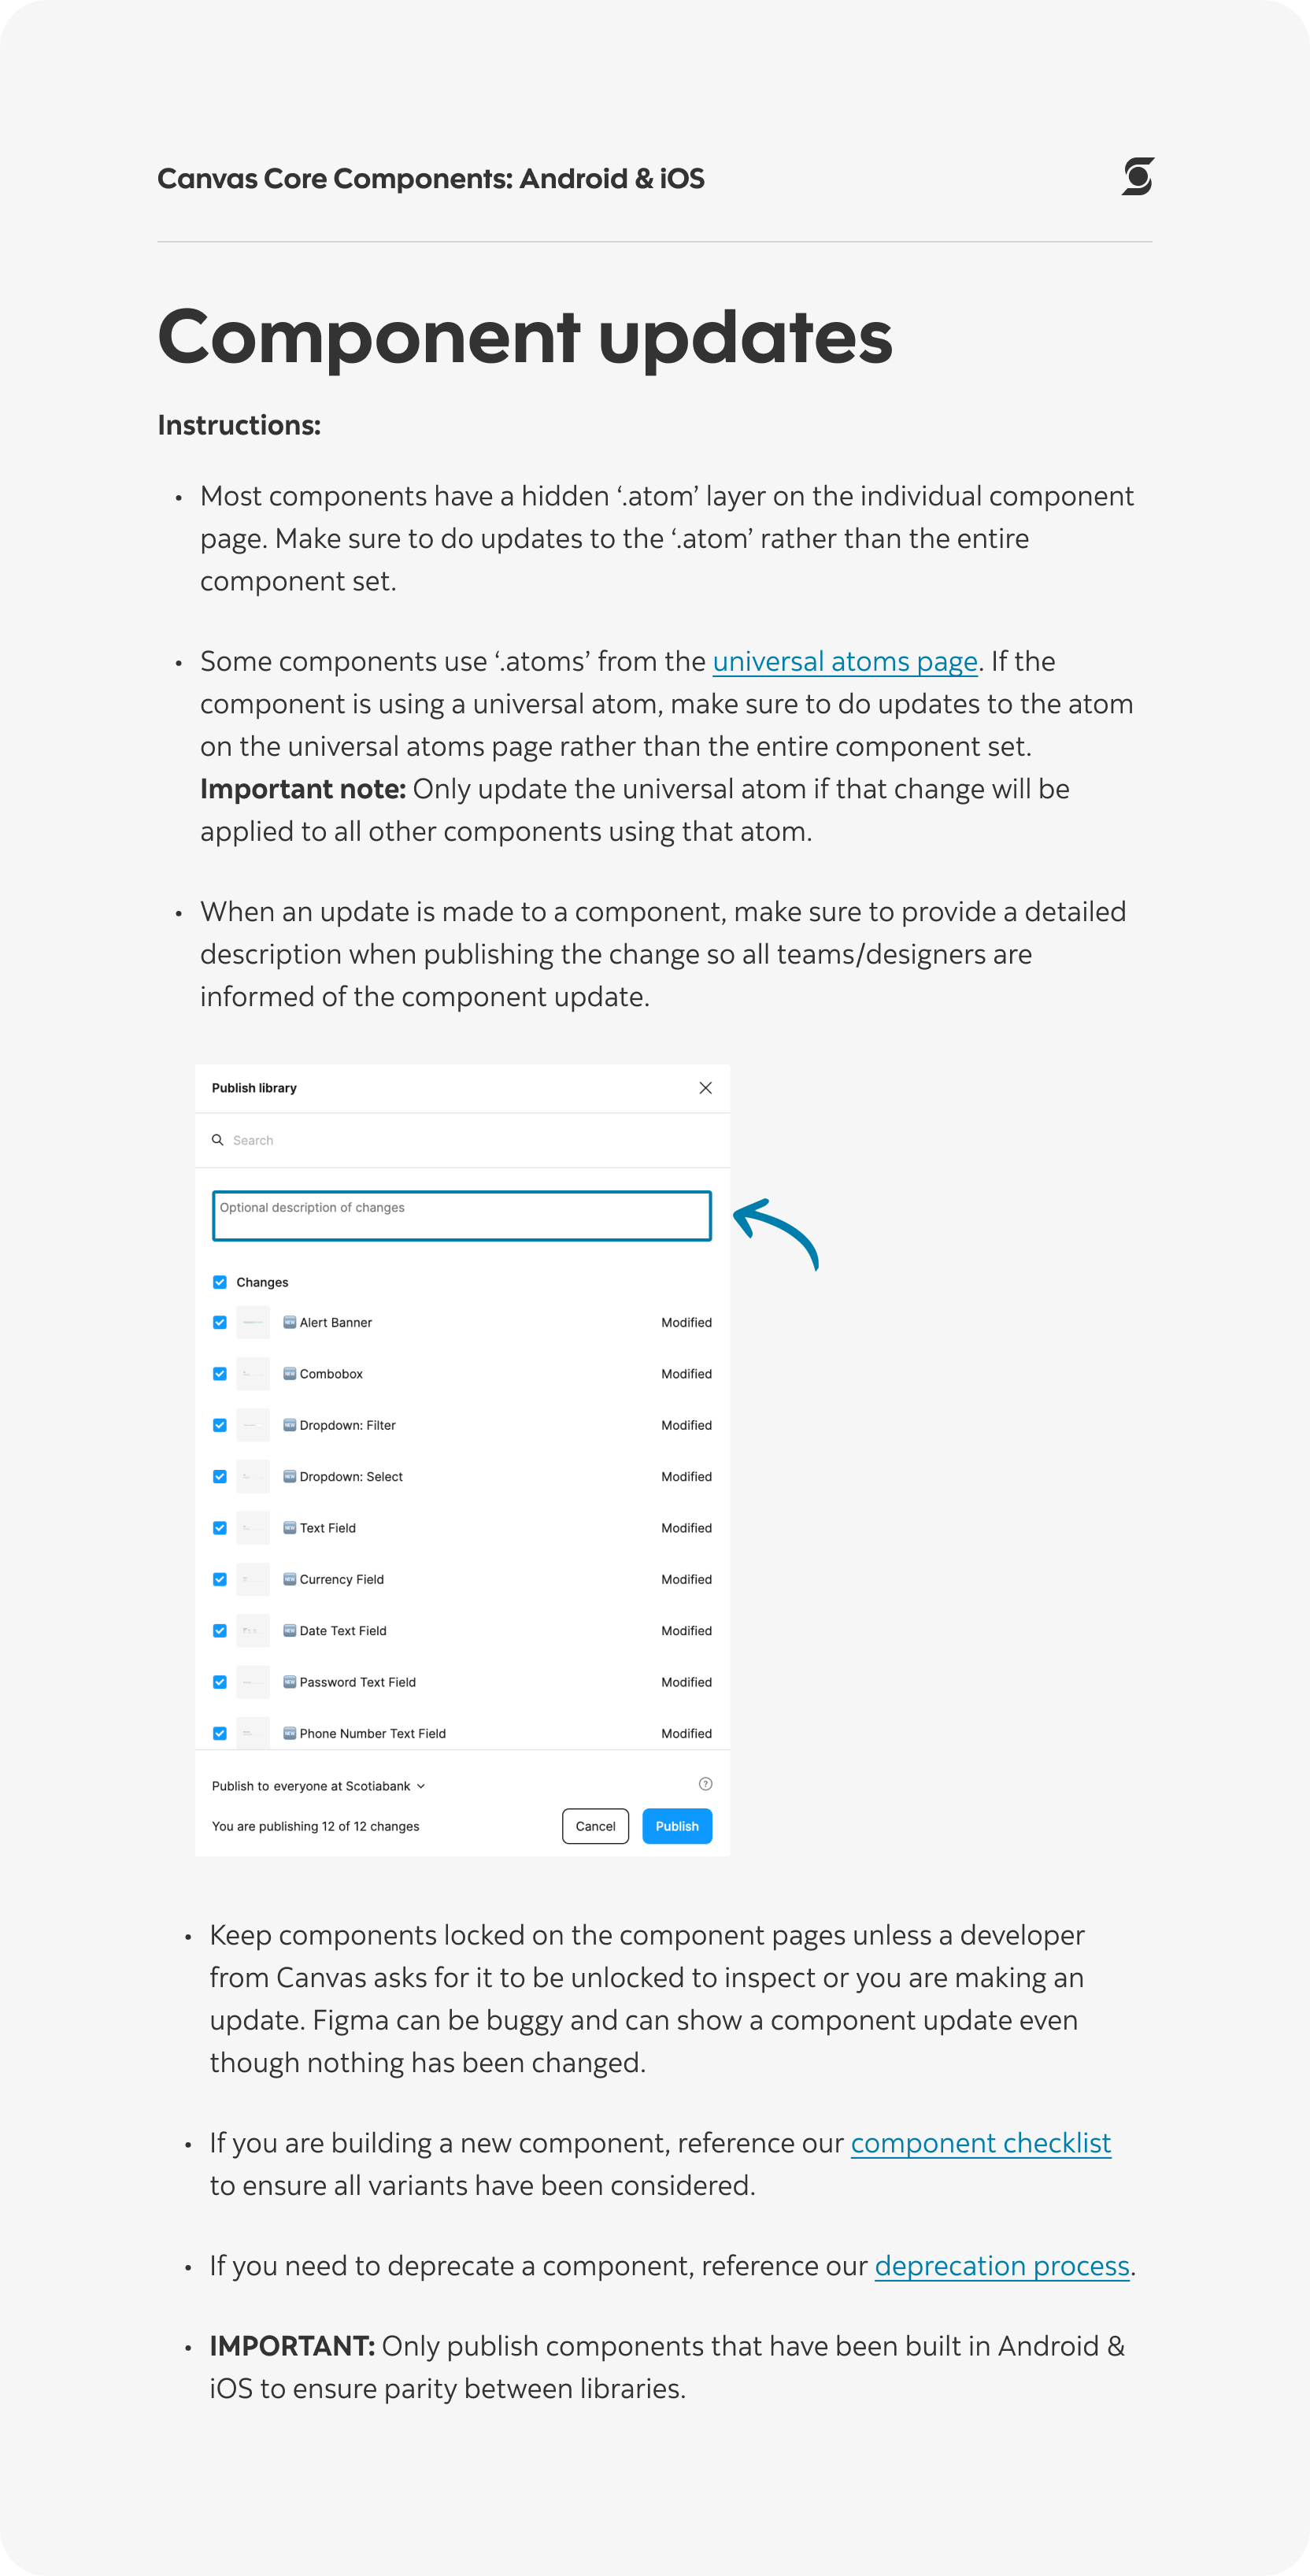 Canvas Core Components: Android & iOS
Component updates
Instructions:
• Most components have a hidden ‘.atom’ layer on the individual component
page. Make sure to do updates to the ‘.atom’ rather than the entire
component set.
• Some components use ‘.atoms’ from the universal atoms page. If the
component is using a universal atom, make sure to do updates to the atom
on the universal atoms page rather than the entire component set.
Important note: Only update the universal atom if that change will be
applied to all other components using that atom.
• When an update is made to a component, make sure to provide a detailed
description when publishing the change so all teams/designers are
informed of the component update.
Publish library
Search
Optional description of changes
Changes
NEW Alert Banner Modified
NEW Combobox Modified
NEW Dropdown: Filter Modified
NEW Dropdown: Select Modified
NEW Text Field Modified
NEW Currency Field Modified
NEW Date Text Field Modified
NEW Password Text Field Modified
NEW Phone Number Text Field Modified
Publish to everyone at Scotiabank ?
You are publishing 12 of 12 changes Cancel Publish
• Keep components locked on the component pages unless a developer
from Canvas asks for it to be unlocked to inspect or you are making an
update. Figma can be buggy and can show a component update even
though nothing has been changed.
• If you are building a new component, reference our component checklist
to ensure all variants have been considered.
• If you need to deprecate a component, reference our deprecation process.
• IMPORTANT: Only publish components that have been built in Android &
iOS to ensure parity between libraries.